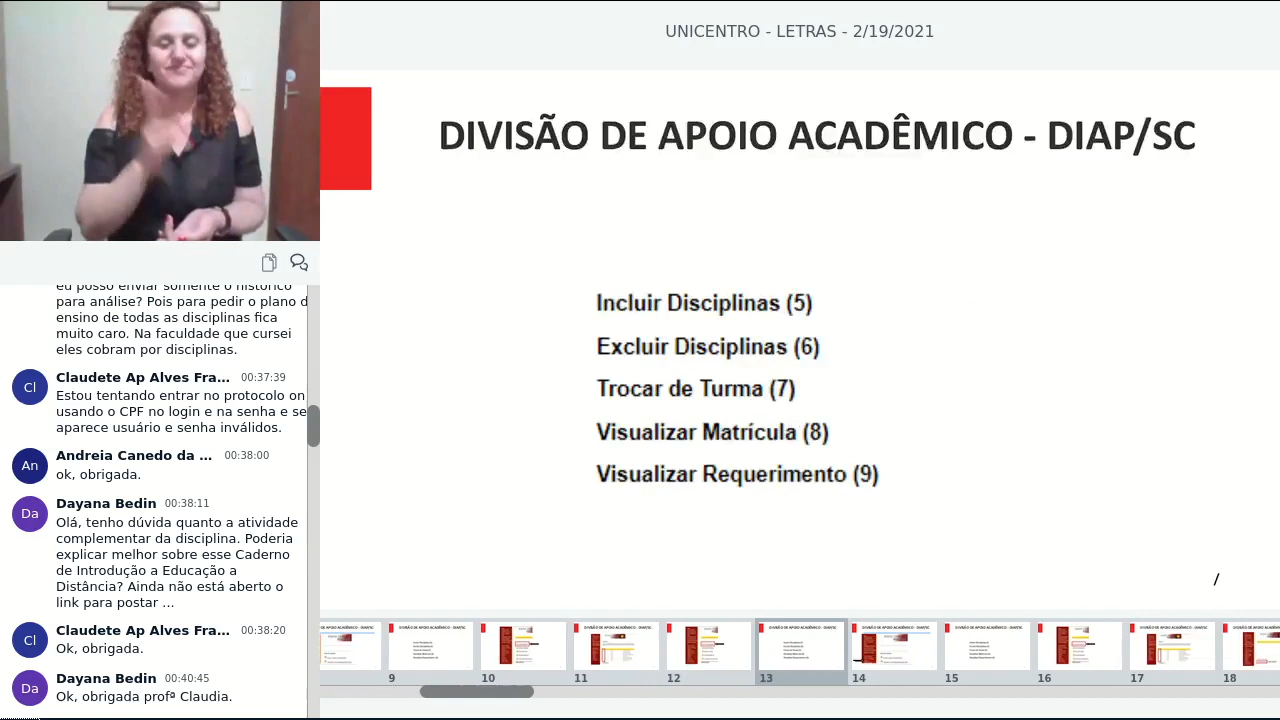 UNICENTRO - LETRAS - 2/19/2021
DIVISÃO DE APOIO ACADÊMICO - DIAP/SC
Incluir Disciplinas (5)
Excluir Disciplinas (6)
Trocar de Turma (7)
Visualizar Matrícula (8)
Visualizar Requerimento (9)
/
eu posso enviar somente o histórico
para análise? Pois para pedir o plano d
ensino de todas as disciplinas fica
muito caro. Na faculdade que cursei
eles cobram por disciplinas.
Cl
Claudete Ap Alves Fra... 00:37:39
Estou tentando entrar no protocolo on
usando o CPF no login e na senha e se
aparece usuário e senha inválidos.
An
Andreia Canedo da ... 00:38:00
ok, obrigada.
Da
Dayana Bedin 00:38:11
Olá, tenho dúvida quanto a atividade
complementar da disciplina. Poderia
explicar melhor sobre esse Caderno
de Introdução a Educação a
Distância? Ainda não está aberto o
link para postar ...
Cl
Claudete Ap Alves Fra... 00:38:20
Ok, obrigada.
Da
Dayana Bedin 00:40:45
Ok, obrigada profª Claudia.
9 10 11 12 13 14 15 16 17 18